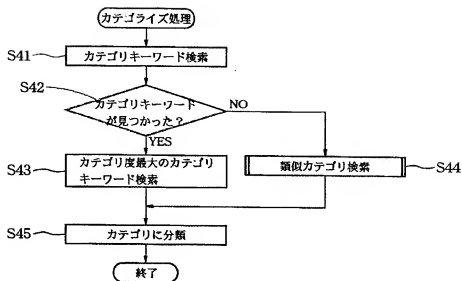 カテゴライズ処理
S41
カテゴリキーワード検索
S42
カテゴリキーワード
が見つかった?
NO
YES
S43
カテゴリ度最大のカテゴリ
キーワード検索
類似カテゴリ検索
S44
S45
カテゴリに分類
終了